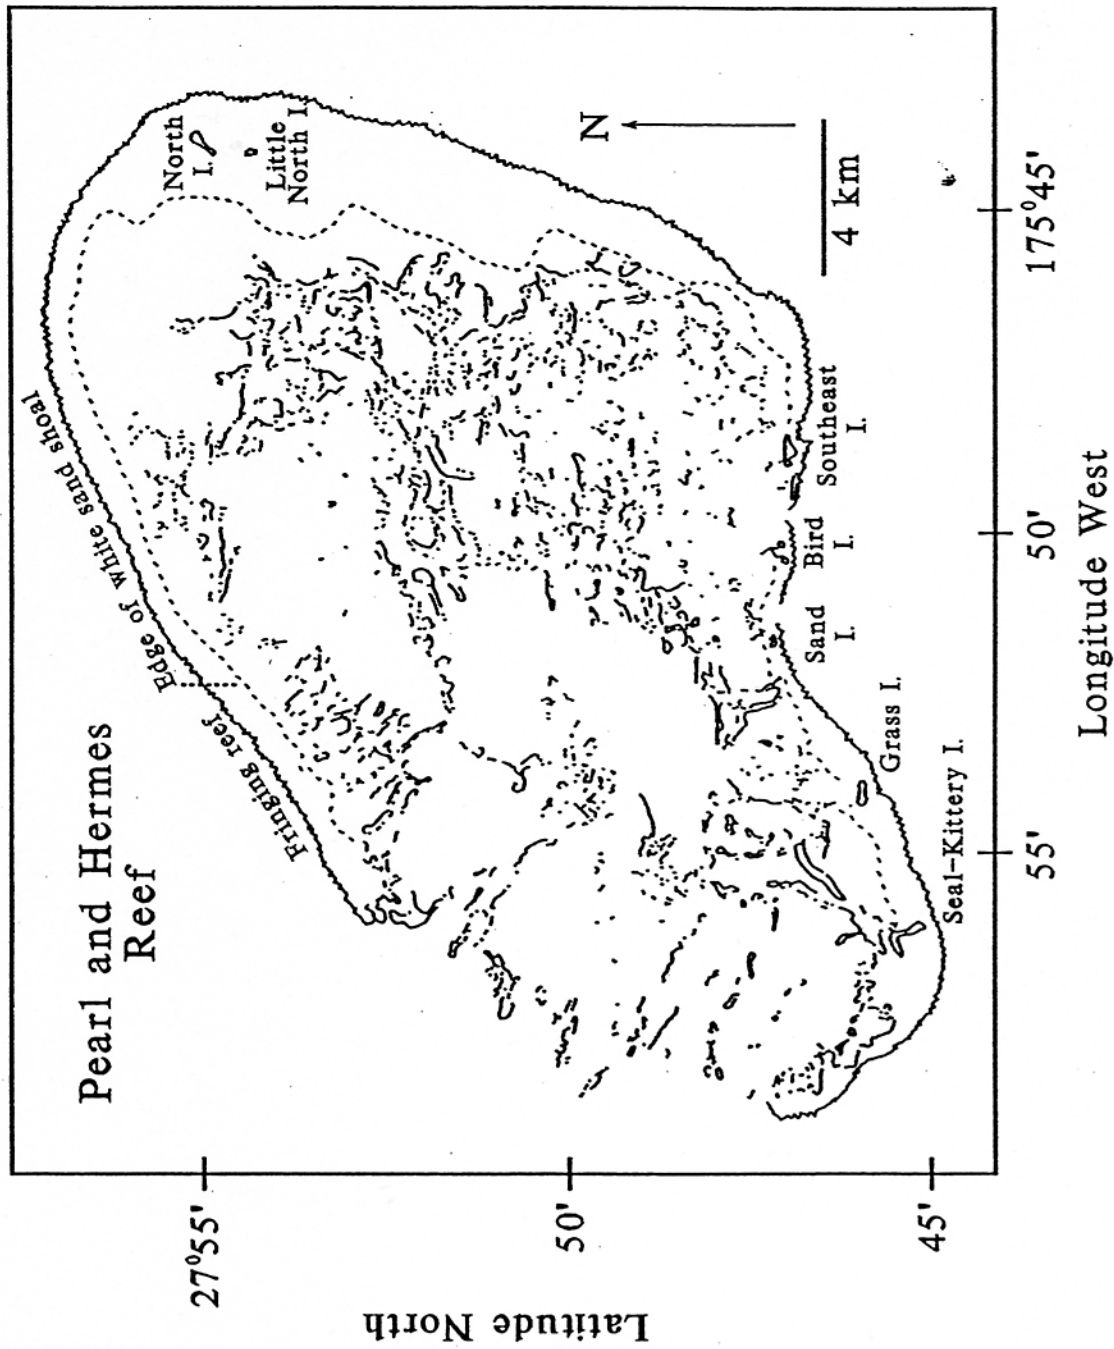 Pearl and Hermes
Reef
Edge of white sand shoal
Fringing reef
North
I.
Little
North I.
N
4 km
Southeast
I.
Bird
I.
Sand
I.
Grass I.
Seal-Kittery I.
27°55'
50'
45'
Latitude North
55'
50'
175°45'
Longitude West